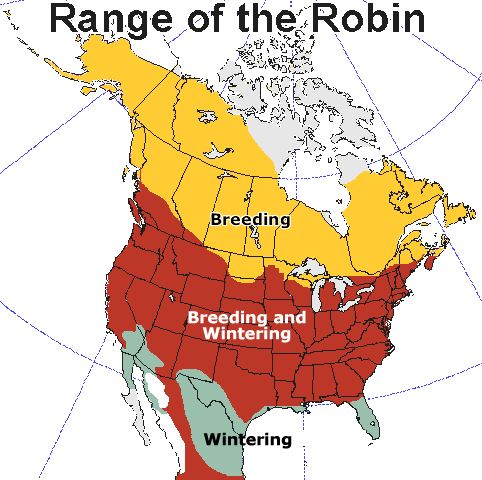 Range of the Robin
Breeding
Breeding and
Wintering
Wintering